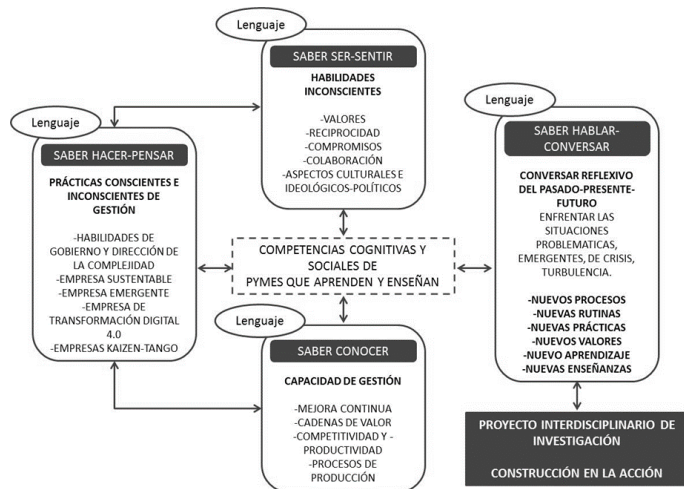 Lenguaje
SABER SER-SENTIR
HABILIDADES
INCONSCIENTES
-VALORES
-RECIPROCIDAD
-COMPROMISOS
-COLABORACIÓN
-ASPECTOS CULTURALES E
IDEOLÓGICOS-POLÍTICOS
Lenguaje
SABER HACER-PENSAR
PRÁCTICAS CONSCIENTES E
INCONSCIENTES DE
GESTIÓN
-HABILIDADES DE
GOBIERNO Y DIRECCIÓN DE
LA COMPLEJIDAD
-EMPRESA SUSTENTABLE
-EMPRESA EMERGENTE
-EMPRESA DE
TRANSFORMACIÓN DIGITAL
4.0
-EMPRESAS KAIZEN-TANGO
COMPETENCIAS COGNITIVAS Y
SOCIALES DE
PYMES QUE APRENDEN Y ENSEÑAN
Lenguaje
SABER CONOCER
CAPACIDAD DE GESTIÓN
-MEJORA CONTINUA
-CADENAS DE VALOR
-COMPETITIVIDAD Y -
PRODUCTIVIDAD
-PROCESOS DE
PRODUCCIÓN
Lenguaje
SABER HABLAR-
CONVERSAR
CONVERSAR REFLEXIVO
DEL PASADO-PRESENTE-
FUTURO
ENFRENTAR LAS
SITUACIONES
PROBLEMATICAS,
EMERGENTES, DE CRISIS,
TURBULENCIA.
-NUEVOS PROCESOS
-NUEVAS RUTINAS
-NUEVAS PRÁCTICAS
-NUEVOS VALORES
-NUEVO APRENDIZAJE
-NUEVAS ENSEÑANZAS
PROYECTO INTERDISCIPLINARIO DE
INVESTIGACIÓN
CONSTRUCCIÓN EN LA ACCIÓN